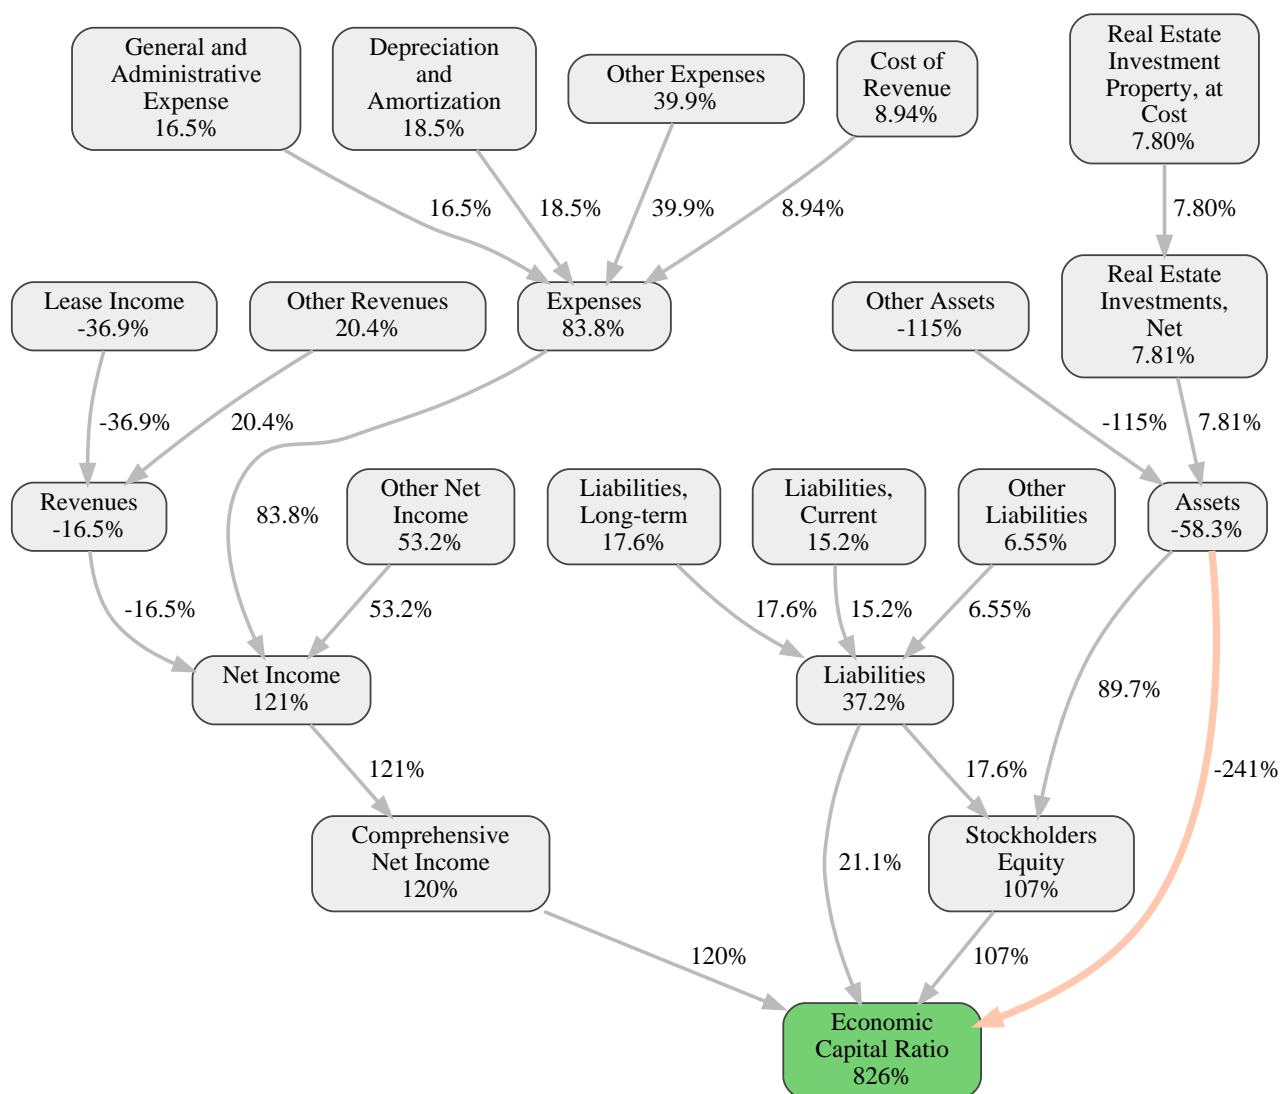 General and
Administrative
Expense
16.5%
Depreciation
and
Amortization
18.5%
Other Expenses
39.9%
Cost of
Revenue
8.94%
Real Estate
Investment
Property, at
Cost
7.80%
16.5%
18.5%
39.9%
8.94%
7.80%
Lease Income
-36.9%
Other Revenues
20.4%
Expenses
83.8%
Other Assets
-115%
Real Estate
Investments,
Net
7.81%
-36.9%
20.4%
-115%
7.81%
Revenues
-16.5%
83.8%
Other Net
Income
53.2%
Liabilities,
Long-term
17.6%
Liabilities,
Current
15.2%
Other
Liabilities
6.55%
Assets
-58.3%
-16.5%
53.2%
17.6%
15.2%
6.55%
Net Income
121%
Liabilities
37.2%
89.7%
121%
17.6%
-241%
Comprehensive
Net Income
120%
21.1%
Stockholders
Equity
107%
120%
107%
Economic
Capital Ratio
826%